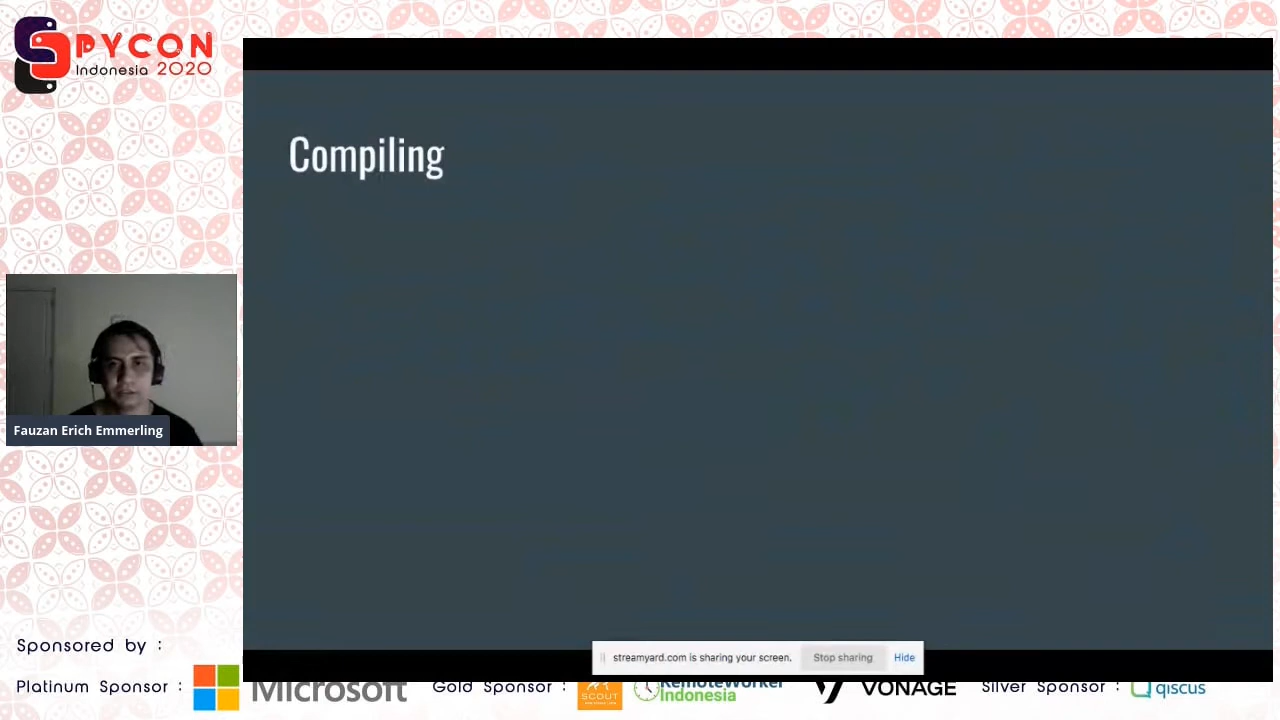 PYCON
Indonesia 2020
Compiling
Fauzan Erich Emmerling
streamyard.com is sharing your screen. Stop sharing Hide
Sponsored by :
Platinum Sponsor : Microsoft Gold Sponsor : SCOUT RemoteWorker Indonesia VONAGE Silver Sponsor : qiscus